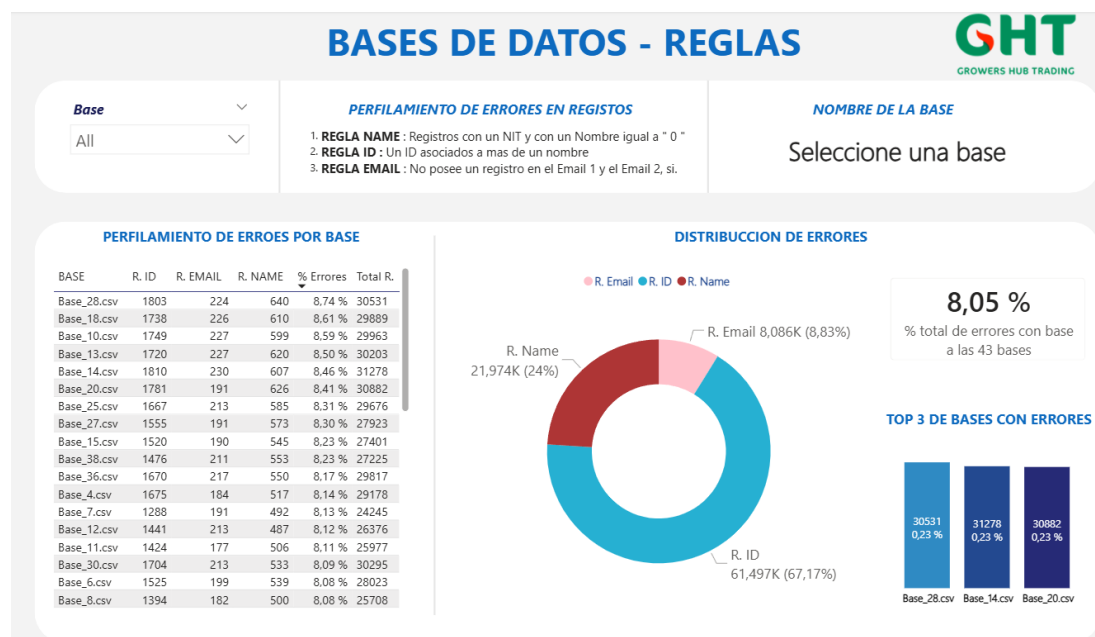 BASES DE DATOS - REGLAS
GHT
GROWERS HUB TRADING
Base
All
PERFILAMIENTO DE ERRORES EN REGISTOS
1. REGLA NAME : Registros con un NIT y con un Nombre igual a " 0 "
2. REGLA ID : Un ID asociados a mas de un nombre
3. REGLA EMAIL : No posee un registro en el Email 1 y el Email 2, si.
NOMBRE DE LA BASE
Seleccione una base
PERFILAMIENTO DE ERROES POR BASE
BASE R. ID R. EMAIL R. NAME % Errores Total R.
Base_28.csv 1803 224 640 8,74 % 30531
Base_18.csv 1738 226 610 8,61 % 29889
Base_10.csv 1749 227 599 8,59 % 29963
Base_13.csv 1720 227 620 8,50 % 30203
Base_14.csv 1810 230 607 8,46 % 31278
Base_20.csv 1781 191 626 8,41 % 30882
Base_25.csv 1667 213 585 8,31 % 29676
Base_27.csv 1555 191 573 8,30 % 27923
Base_15.csv 1520 190 545 8,23 % 27401
Base_38.csv 1476 211 553 8,23 % 27225
Base_36.csv 1670 217 550 8,17 % 29817
Base_4.csv 1675 184 517 8,14 % 29178
Base_7.csv 1288 191 492 8,13 % 24245
Base_12.csv 1441 213 487 8,12 % 26376
Base_11.csv 1424 177 506 8,11 % 25977
Base_30.csv 1704 213 533 8,09 % 30295
Base_6.csv 1525 199 539 8,08 % 28023
Base_8.csv 1394 182 500 8,08 % 25708
DISTRIBUCCION DE ERRORES
R. Email R. ID R. Name
R. Email 8,086K (8,83%)
R. Name
21,974K (24%)
R. ID
61,497K (67,17%)
8,05 %
% total de errores con base
a las 43 bases
TOP 3 DE BASES CON ERRORES
30531 31278 30882
0,23 % 0,23 % 0,23 %
Base_28.csv Base_14.csv Base_20.csv